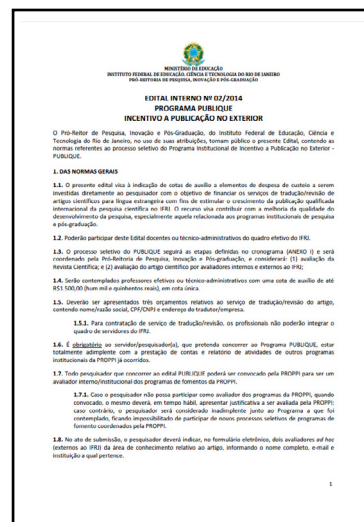 MINISTÉRIO DE EDUCAÇÃO
INSTITUTO FEDERAL DE EDUCAÇÃO, CIÊNCIA E TECNOLOGIA DO RIO DE JANEIRO
PRÓ-REITORIA DE PESQUISA, INOVAÇÃO E PÓS-GRADUAÇÃO
EDITAL INTERNO Nº 02/2014
PROGRAMA PUBLIQUE
INCENTIVO A PUBLICAÇÃO NO EXTERIOR
O Pró-Reitor de Pesquisa, Inovação e Pós-Graduação, do Instituto Federal de Educação, Ciência e
Tecnologia do Rio de Janeiro, no uso de suas atribuições, tornam público o presente Edital, contendo as
normas referentes ao processo seletivo do Programa Institucional de Incentivo a Publicação no Exterior -
PUBLIQUE.
1. DAS NORMAS GERAIS
1.1. O presente edital visa à indicação de cotas de auxílio a elementos de despesa de custeio a serem
investidas diretamente ao pesquisador com o objetivo de financiar os serviços de tradução/revisão de
artigos científicos para língua estrangeira com fins de estimular o crescimento da publicação qualificada
internacional da pesquisa científica no IFRJ. O recurso visa contribuir com a melhoria da qualidade do
desenvolvimento da pesquisa, especialmente aquela relacionada aos programas institucionais de pesquisa
e pós-graduação.
1.2. Poderão participar deste Edital docentes ou técnico-administrativos do quadro efetivo do IFRJ.
1.3. O processo seletivo do PUBLIQUE seguirá as etapas definidas no cronograma (ANEXO I) e será
coordenado pela Pró-Reitoria de Pesquisa, Inovação e Pós-graduação, e considerará: (1) avaliação da
Revista Científica; e (2) avaliação do artigo científico por avaliadores internos e externos ao IFRJ;
1.4. Serão contemplados professores efetivos ou técnico-administrativos com uma cota de auxílio de até
R$1.500,00 (hum mil e quinhentos reais), em cota única.
1.5. Deverão ser apresentados três orçamentos relativos ao serviço de tradução/revisão do artigo,
contendo nome/razão social, CPF/CNPJ e endereço do tradutor/empresa.
1.5.1. Para contratação de serviço de tradução/revisão, os profissionais não poderão integrar o
quadro de servidores do IFRJ.
1.6. É obrigatório ao servidor/pesquisador(a), que pretenda concorrer ao Programa PUBLIQUE, estar
totalmente adimplente com a prestação de contas e relatório de atividades de outros programas
institucionais da PROPPI já ocorridos.
1.7. Todo pesquisador que concorrer ao edital PUBLIQUE poderá ser convocado pela PROPPI para ser um
avaliador interno/institucional dos programas de fomentos da PROPPI.
1.7.1. Caso o pesquisador não possa participar como avaliador dos programas da PROPPI, quando
convocado, o mesmo deverá, em tempo hábil, apresentar justificativa a ser avaliada pela PROPPI;
caso contrário, o pesquisador será considerado inadimplente junto ao Programa a que foi
contemplado, ficando impossibilitado de participar de novos processos seletivos de programas de
fomento coordenados pela PROPPI.
1.8. No ato de submissão, o pesquisador deverá indicar, no formulário eletrônico, dois avaliadores ad hoc
(externos ao IFRJ) da área de conhecimento relativo ao artigo, informando o nome completo, e-mail e
instituição a qual pertence.
1